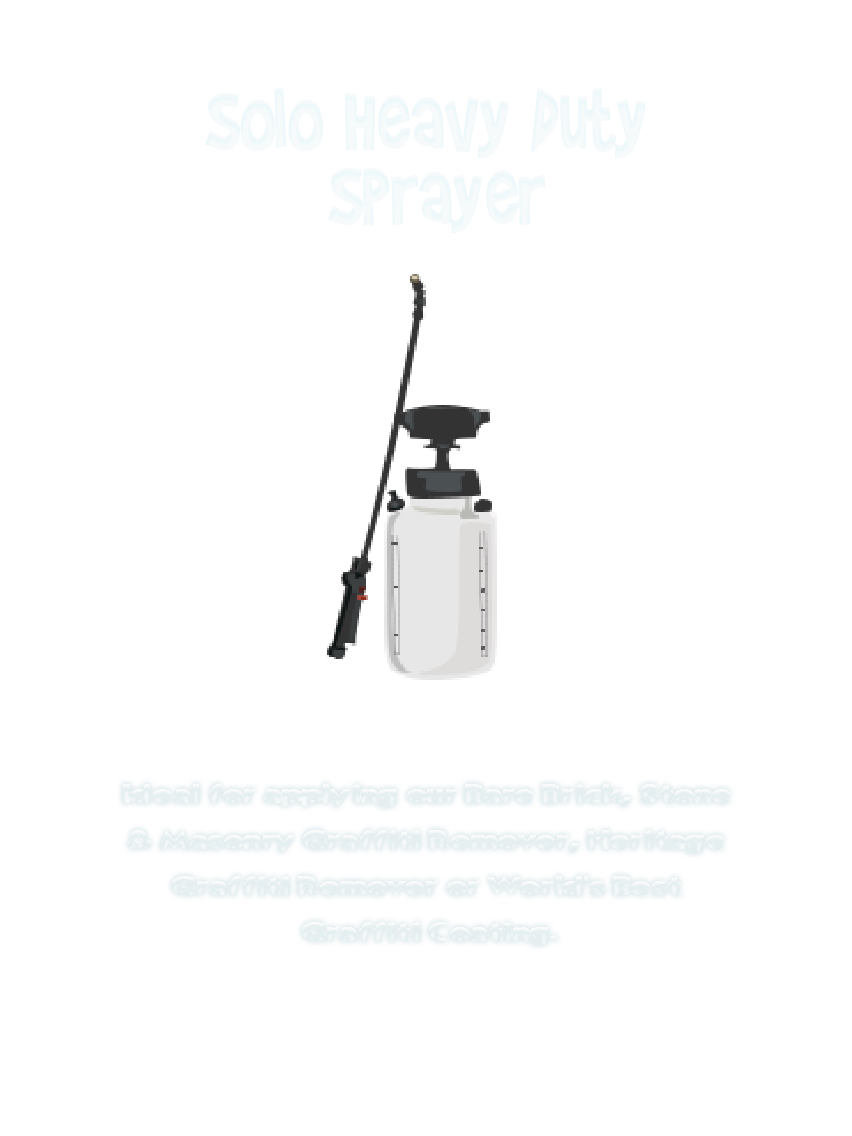 Solo Heavy Duty
Sprayer
Ideal for applying our Bare Brick, Stone
& Masonry Graffiti Remover, Heritage
Graffiti Remover or World's Best
Graffiti Coating.